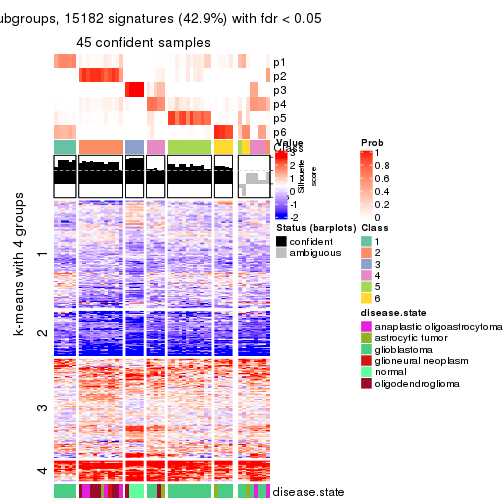 ubgroups, 15182 signatures (42.9%) with fdr < 0.05
45 confident samples
p1
p2
p3
p4
p5
p6
Class
Silhouette
score
k-means with 4 groups
1
2
3
4
disease.state
Value
3
2
1
0
-1
-2
Prob
1
0.8
0.6
0.4
0.2
0
Status (barplots)
confident
ambiguous
Class
1
2
3
4
5
6
disease.state
anaplastic oligoastrocytoma
astrocytic tumor
glioblastoma
glioneural neoplasm
normal
oligodendroglioma